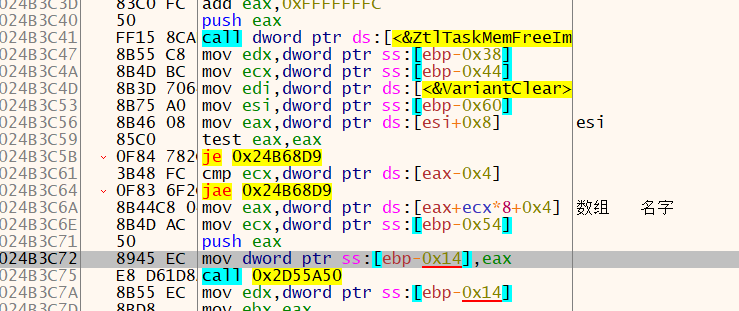 024B3C3D 83C0 FC add eax,0xFFFFFFFC
024B3C40 50 push eax
024B3C41 FF15 8CA call dword ptr ds:[<&ZtlTaskMemFreeIm
024B3C47 8B55 C8 mov edx,dword ptr ss:[ebp-0x38]
024B3C4A 8B4D BC mov ecx,dword ptr ss:[ebp-0x44]
024B3C4D 8B3D 706 mov edi,dword ptr ds:[<&VariantClear>
024B3C53 8B75 A0 mov esi,dword ptr ss:[ebp-0x60]
024B3C56 8B46 08 mov eax,dword ptr ds:[esi+0x8] esi
024B3C59 85C0 test eax,eax
024B3C5B 0F84 782 je 0x24B68D9
024B3C61 3B48 FC cmp ecx,dword ptr ds:[eax-0x4]
024B3C64 0F83 6F2 jae 0x24B68D9
024B3C6A 8B44C8 0 mov eax,dword ptr ds:[eax+ecx*8+0x4] 数组 名字
024B3C6E 8B4D AC mov ecx,dword ptr ss:[ebp-0x54]
024B3C71 50 push eax
024B3C72 8945 EC mov dword ptr ss:[ebp-0x14],eax
024B3C75 E8 D61D8 call 0x2D55A50
024B3C7A 8B55 EC mov edx,dword ptr ss:[ebp-0x14]
024B3C7D 8BD8 mov ebx,eax